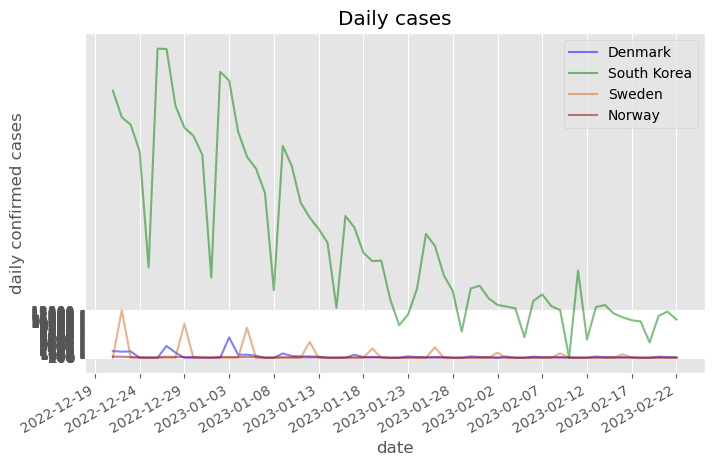 Daily cases
Denmark
South Korea
Sweden
Norway
daily confirmed cases
2022-12-19
2022-12-24
2022-12-29
2023-01-03
2023-01-08
2023-01-13
2023-01-18
2023-01-23
2023-01-28
2023-02-02
2023-02-07
2023-02-12
2023-02-17
2023-02-22
date